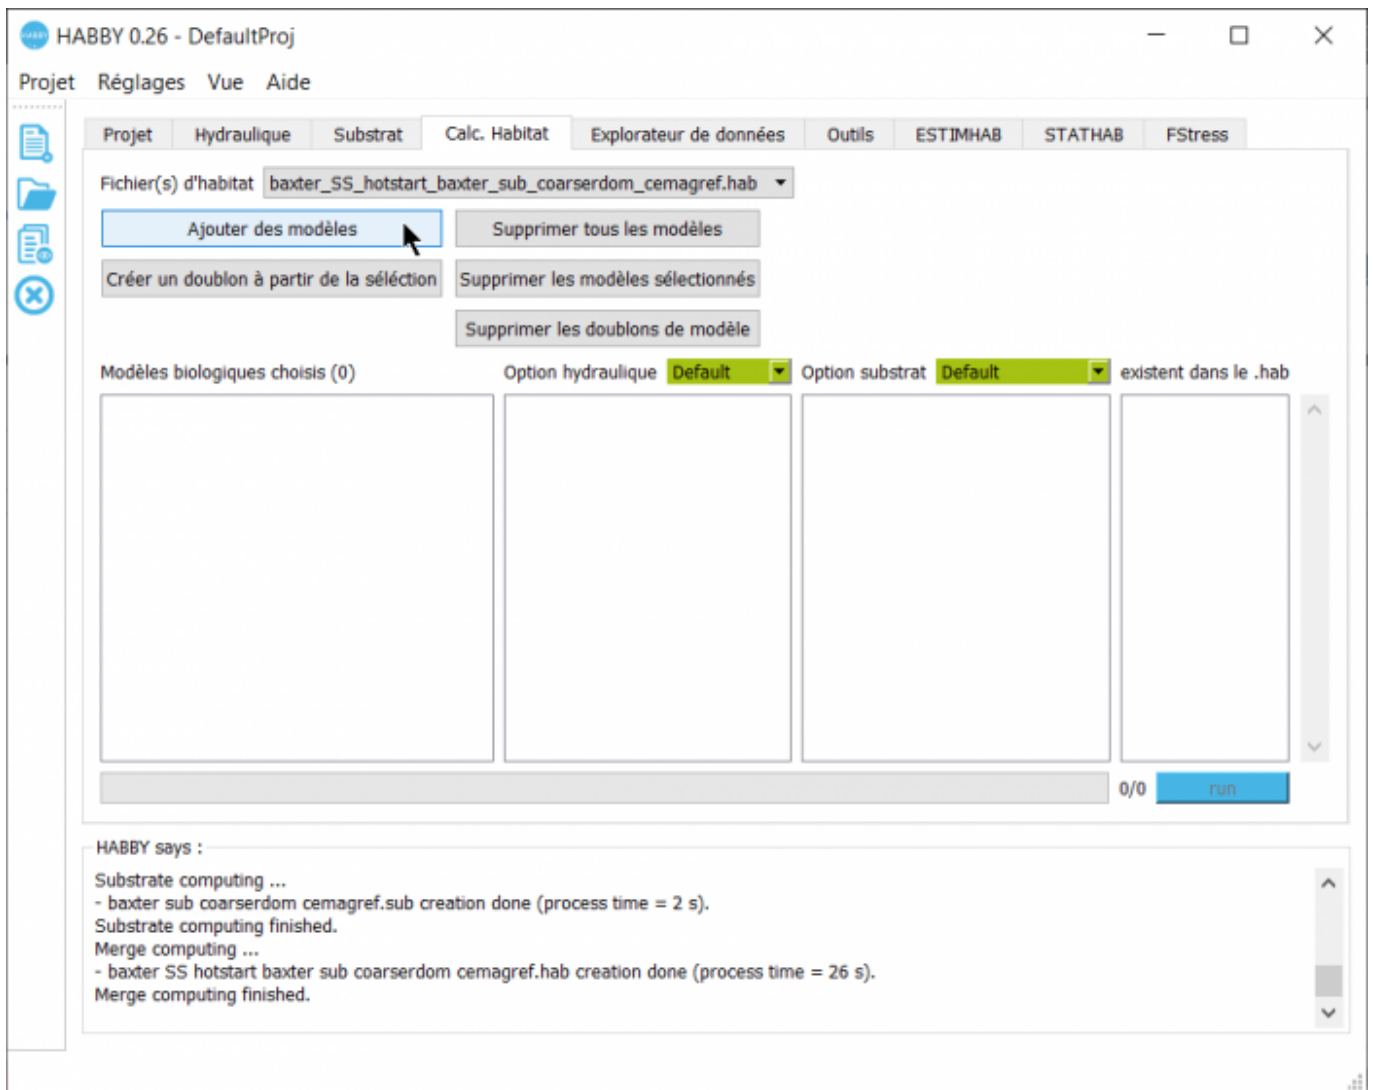 HABBY 0.26 - DefaultProj
Projet Réglages Vue Aide
Projet Hydraulique Substrat Calc. Habitat Explorateur de données Outils ESTIMHAB STATHAB FStress
Fichier(s) d'habitat baxter_SS_hotstart_baxter_sub_coarserdom_cemagref.hab
Ajouter des modèles Supprimer tous les modèles
Créer un doublon à partir de la séléction Supprimer les modèles sélectionnés
Supprimer les doublons de modèle
Modèles biologiques choisis (0) Option hydraulique Default Option substrat Default existent dans le .hab
0/0 run
HABBY says :
Substrate computing ...
- baxter sub coarserdom cemagref.sub creation done (process time = 2 s).
Substrate computing finished.
Merge computing ...
- baxter SS hotstart baxter sub coarserdom cemagref.hab creation done (process time = 26 s).
Merge computing finished.